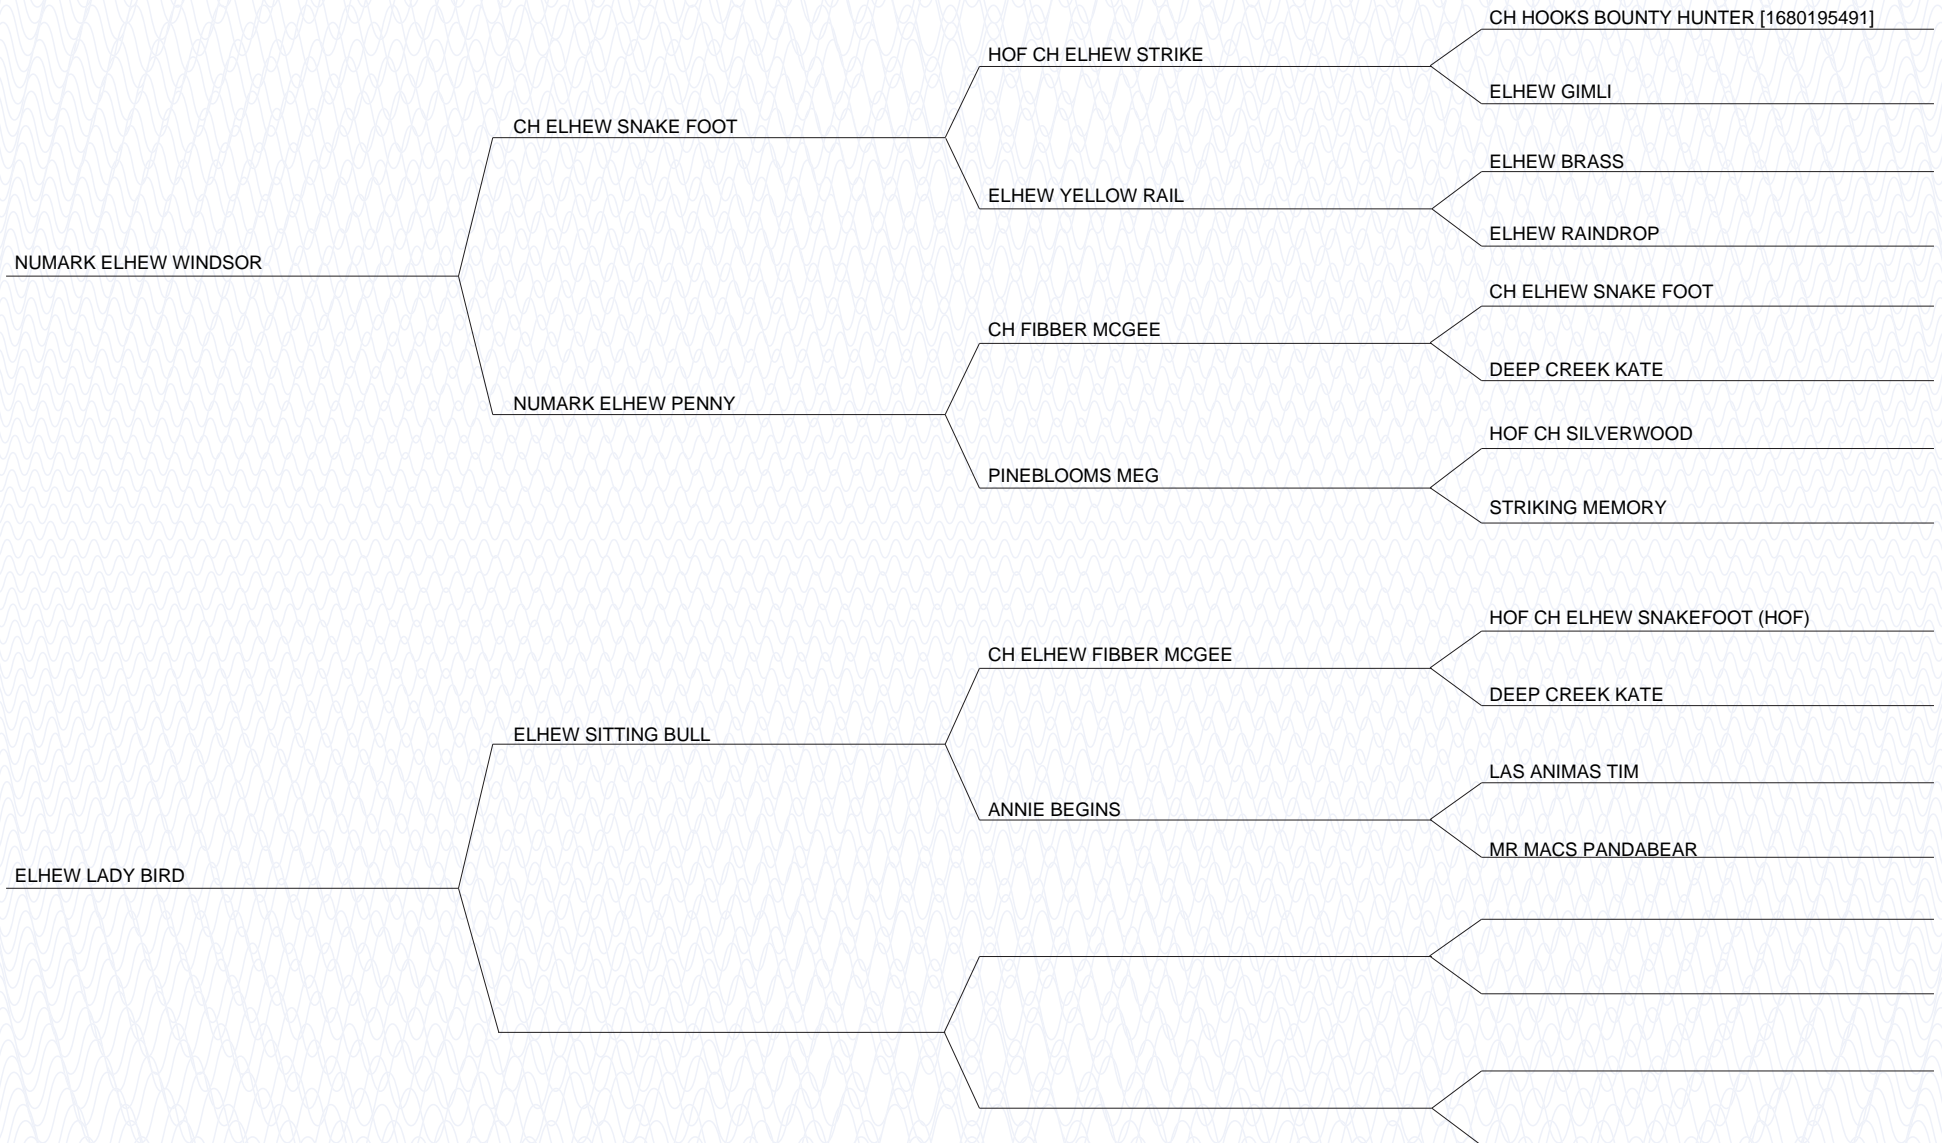 CH HOOKS BOUNTY HUNTER [1680195491]
HOF CH ELHEW STRIKE
ELHEW GIMLI
CH ELHEW SNAKE FOOT
ELHEW BRASS
ELHEW YELLOW RAIL
ELHEW RAINDROP
NUMARK ELHEW WINDSOR
CH ELHEW SNAKE FOOT
CH FIBBER MCGEE
DEEP CREEK KATE
NUMARK ELHEW PENNY
HOF CH SILVERWOOD
PINEBLOOMS MEG
STRIKING MEMORY
HOF CH ELHEW SNAKEFOOT (HOF)
CH ELHEW FIBBER MCGEE
DEEP CREEK KATE
ELHEW SITTING BULL
LAS ANIMAS TIM
ANNIE BEGINS
MR MACS PANDABEAR
ELHEW LADY BIRD